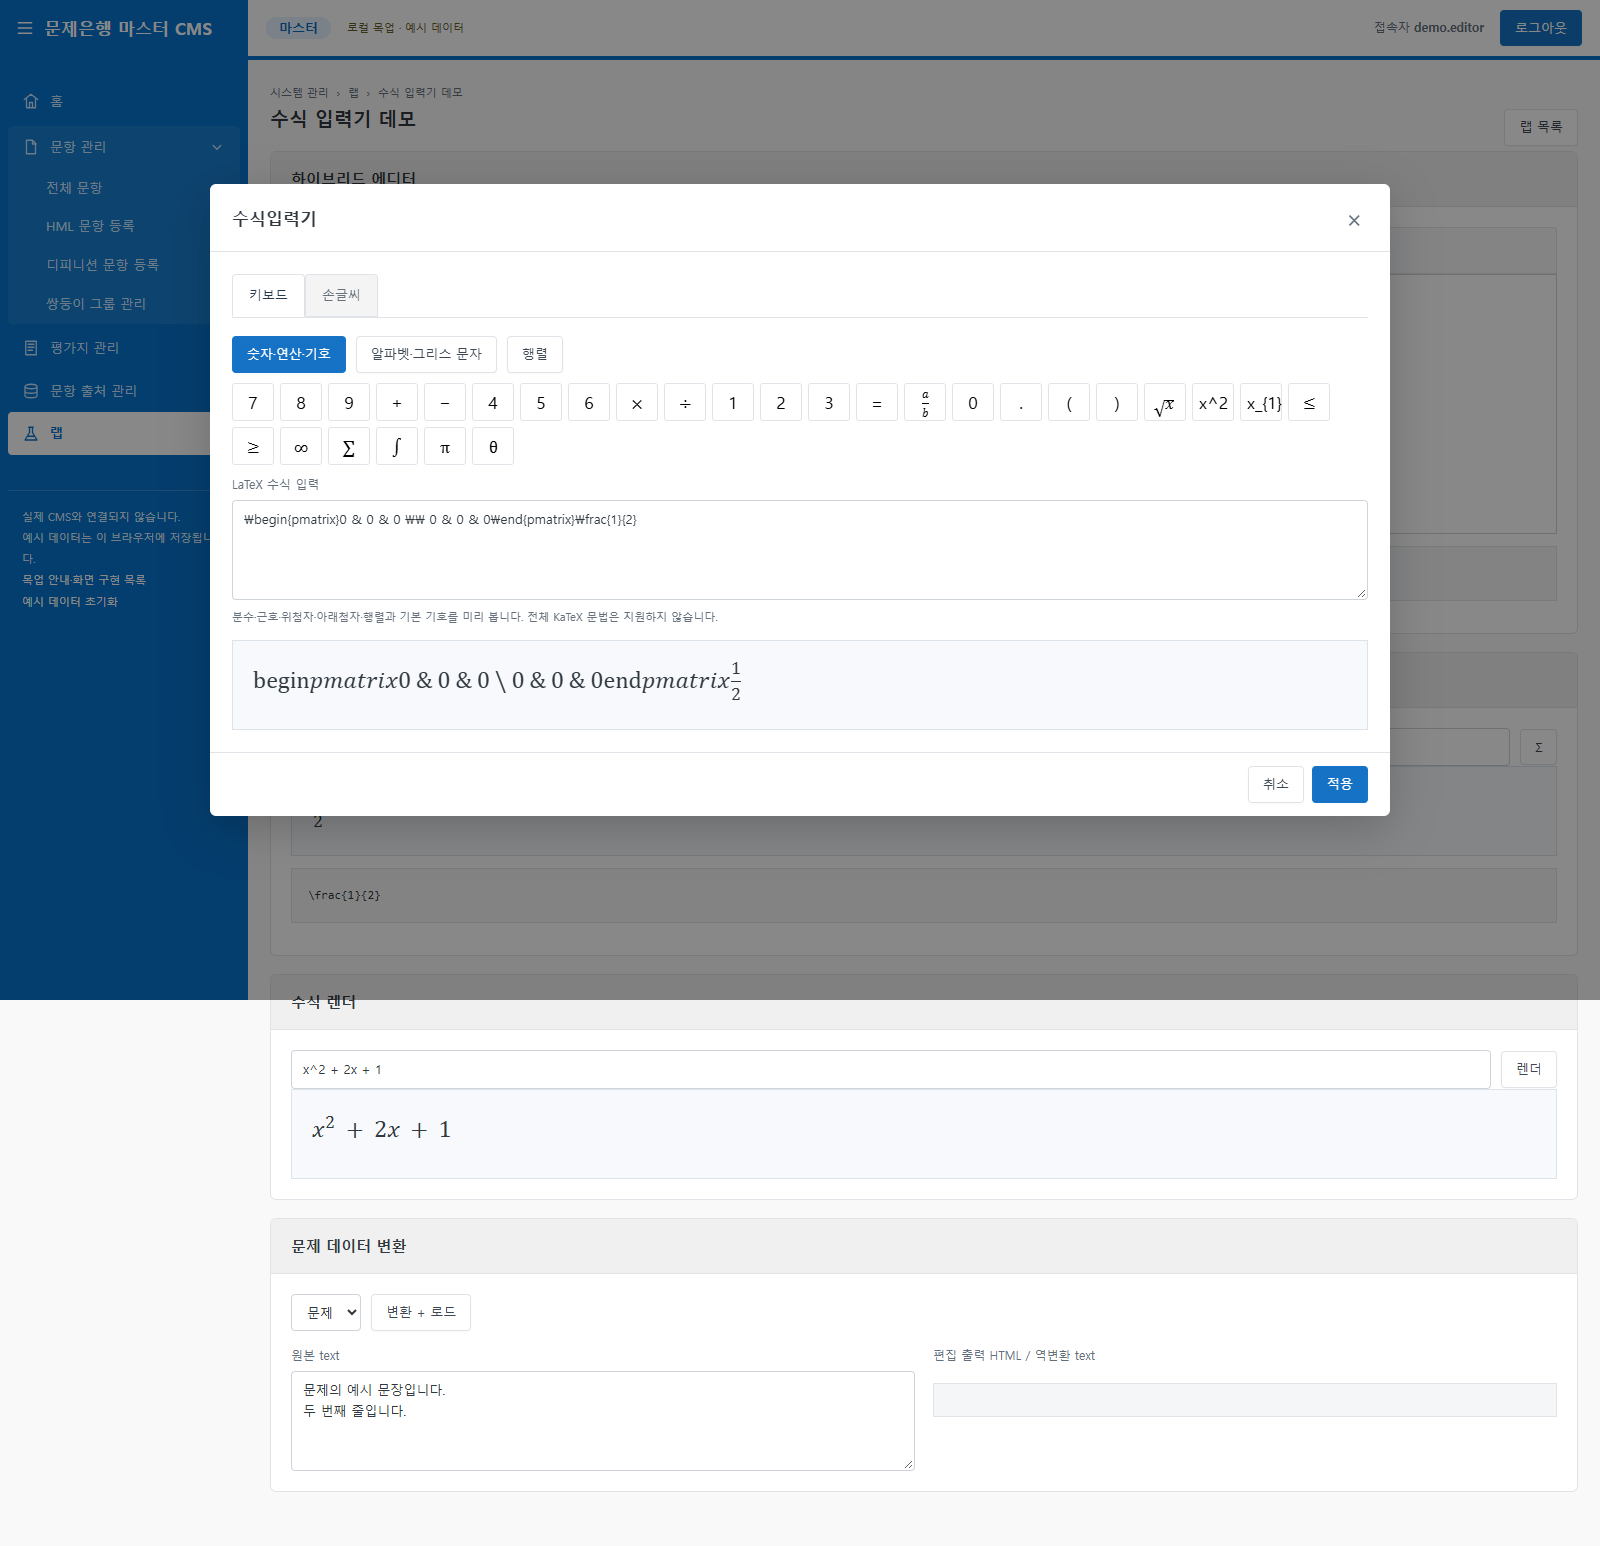 문제은행 마스터 CMS
마스터
로컬 목업 · 예시 데이터
접속자 demo.editor
로그아웃
홈
문항 관리
전체 문항
HML 문항 등록
디피니션 문항 등록
쌍둥이 그룹 관리
평가지 관리
문항 출처 관리
랩
실제 CMS와 연결되지 않습니다.
예시 데이터는 이 브라우저에 저장됩니
다.
목업 안내·화면 구현 목록
예시 데이터 초기화
시스템 관리 › 랩 › 수식 입력기 데모
수식 입력기 데모
랩 목록
하이브리드 에디터
수식입력기
×
키보드
손글씨
숫자·연산·기호
알파벳·그리스 문자
행렬
7 8 9 + − 4 5 6 × ÷ 1 2 3 = a/b 0 . ( ) √x x^2 x_{1} ≤
≥ ∞ ∑ ∫ π θ
LaTeX 수식 입력
₩begin{pmatrix}0 & 0 & 0 ₩₩ 0 & 0 & 0₩end{pmatrix}₩frac{1}{2}
분수·근호·위첨자·아래첨자·행렬과 기본 기호를 미리 봅니다. 전체 KaTeX 문법은 지원하지 않습니다.
beginpmatrix0 & 0 & 0 \ 0 & 0 & 0endpmatrix1/2
취소
적용
Σ
2
\frac{1}{2}
수식 렌더
x^2 + 2x + 1
렌더
x² + 2x + 1
문제 데이터 변환
문제
변환 + 로드
원본 text
문제의 예시 문장입니다.
두 번째 줄입니다.
편집 출력 HTML / 역변환 text